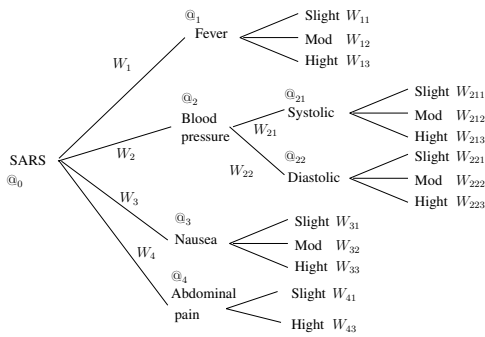 @₁
Fever
Slight W₁₁
Mod W₁₂
Hight W₁₃
W₁
@₂
Blood
pressure
W₂
@₂₁
Systolic
W₂₁
Slight W₂₁₁
Mod W₂₁₂
Hight W₂₁₃
@₂₂
Diastolic
W₂₂
Slight W₂₂₁
Mod W₂₂₂
Hight W₂₂₃
SARS
@₀
W₃
@₃
Nausea
Slight W₃₁
Mod W₃₂
Hight W₃₃
W₄
@₄
Abdominal
pain
Slight W₄₁
Hight W₄₃